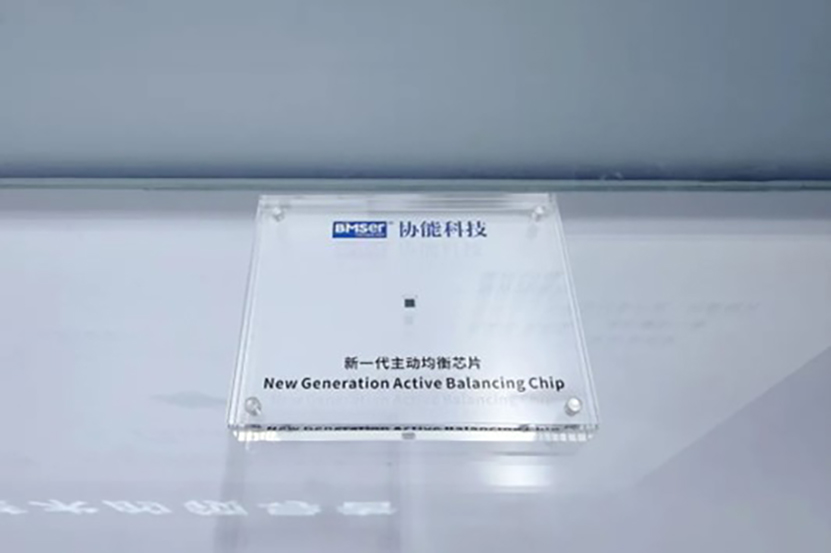 BMSer 协能科技
新一代主动均衡芯片
New Generation Active Balancing Chip